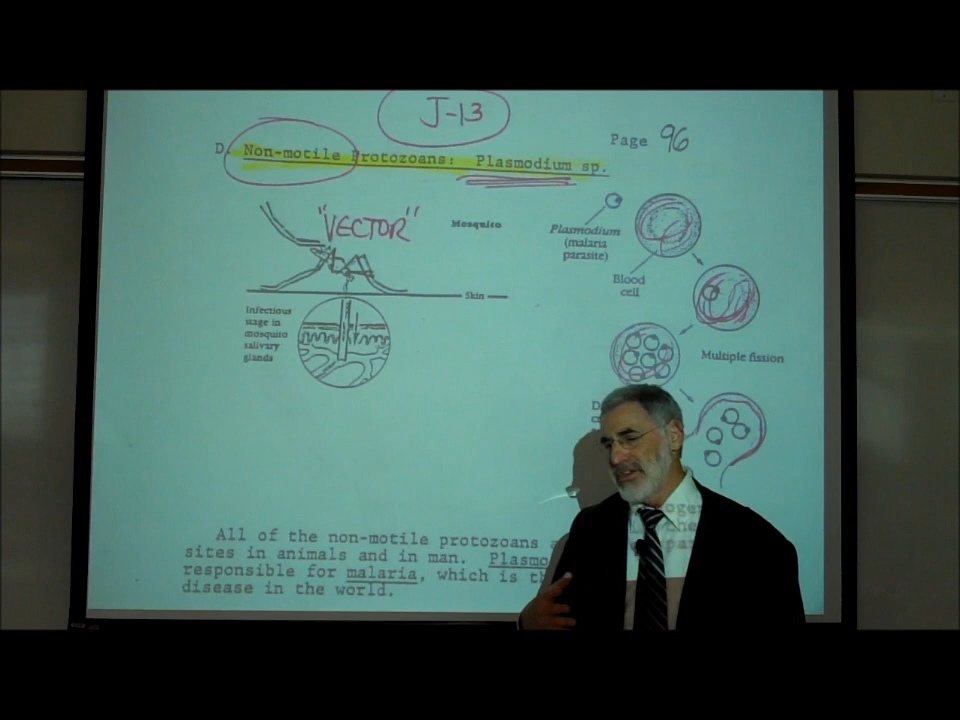 J-13
Page 96
D. Non-motile Protozoans: Plasmodium sp.
"VECTOR"
Mosquito
Plasmodium
(malaria
parasite)
Blood
cell
Skin
Infectious
stage in
mosquito
salivary
glands
Multiple fission
All of the non-motile protozoans
sites in animals and in man.
responsible for malaria, which is
disease in the world.